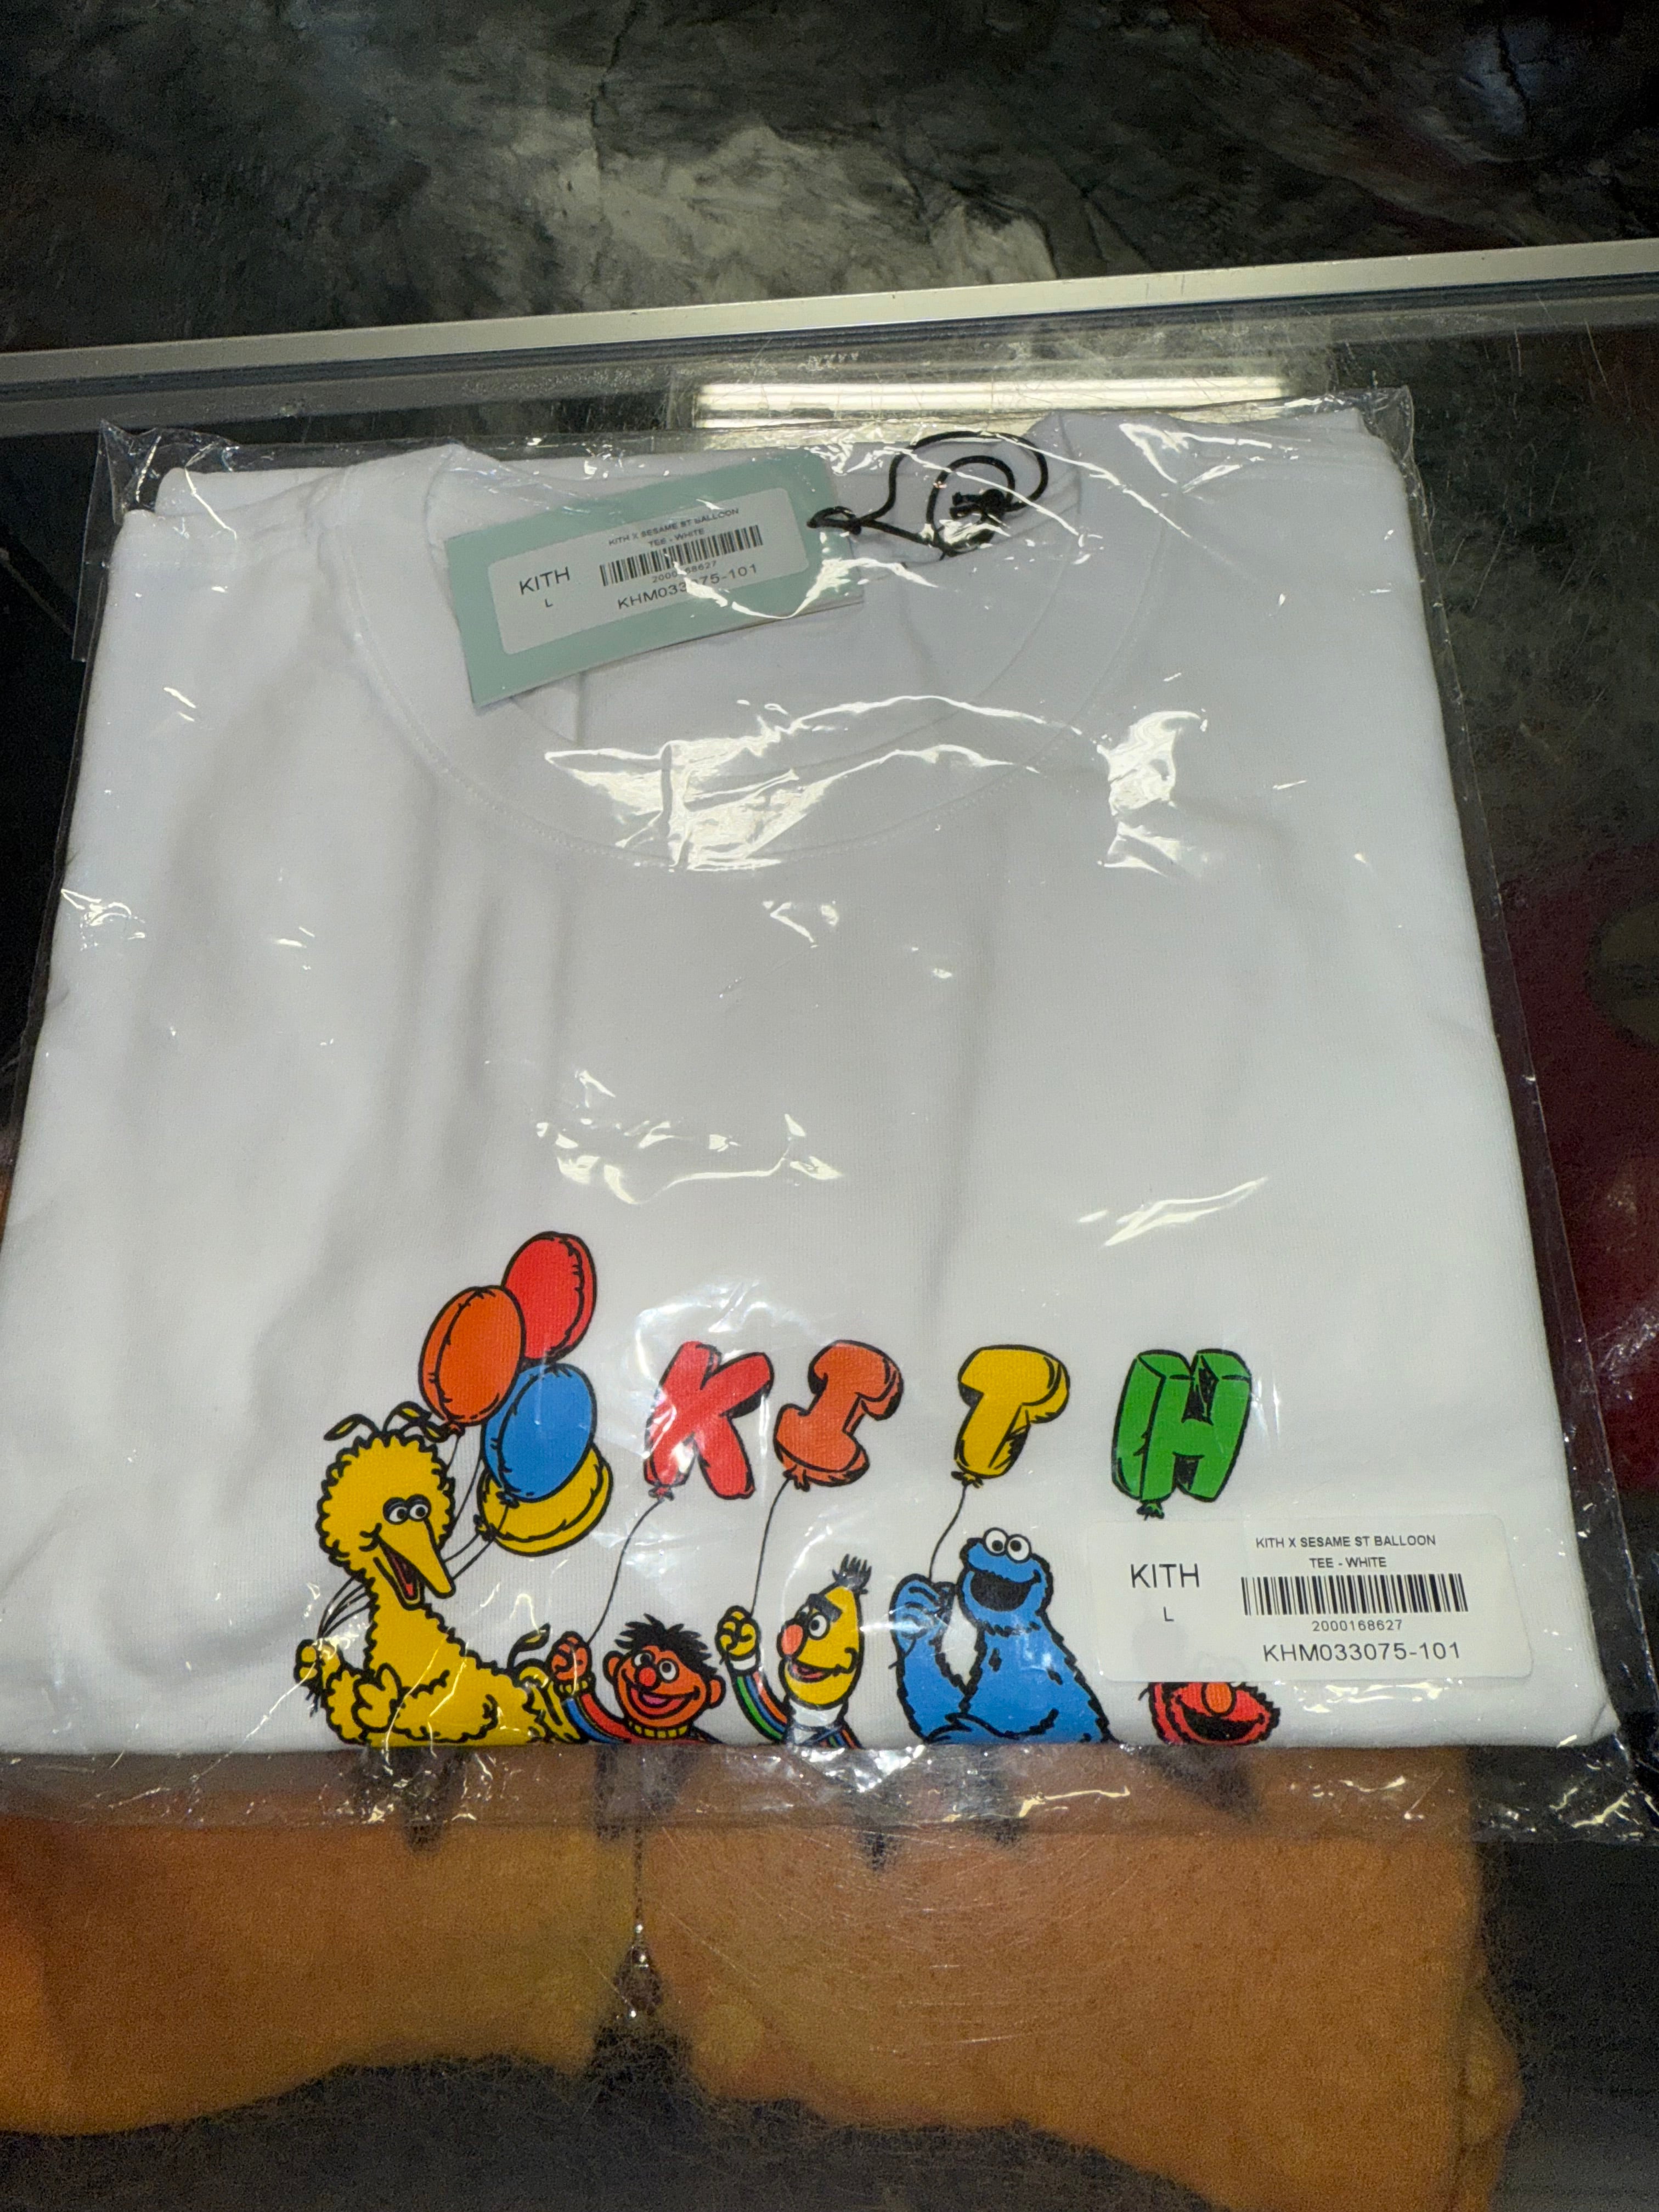 KITH X SESAME ST BALLOON
TEE - WHITE
KITH
L
KHM033075-101
KITH
KITH X SESAME ST BALLOON
TEE - WHITE
KITH
L
2000168627
KHM033075-101